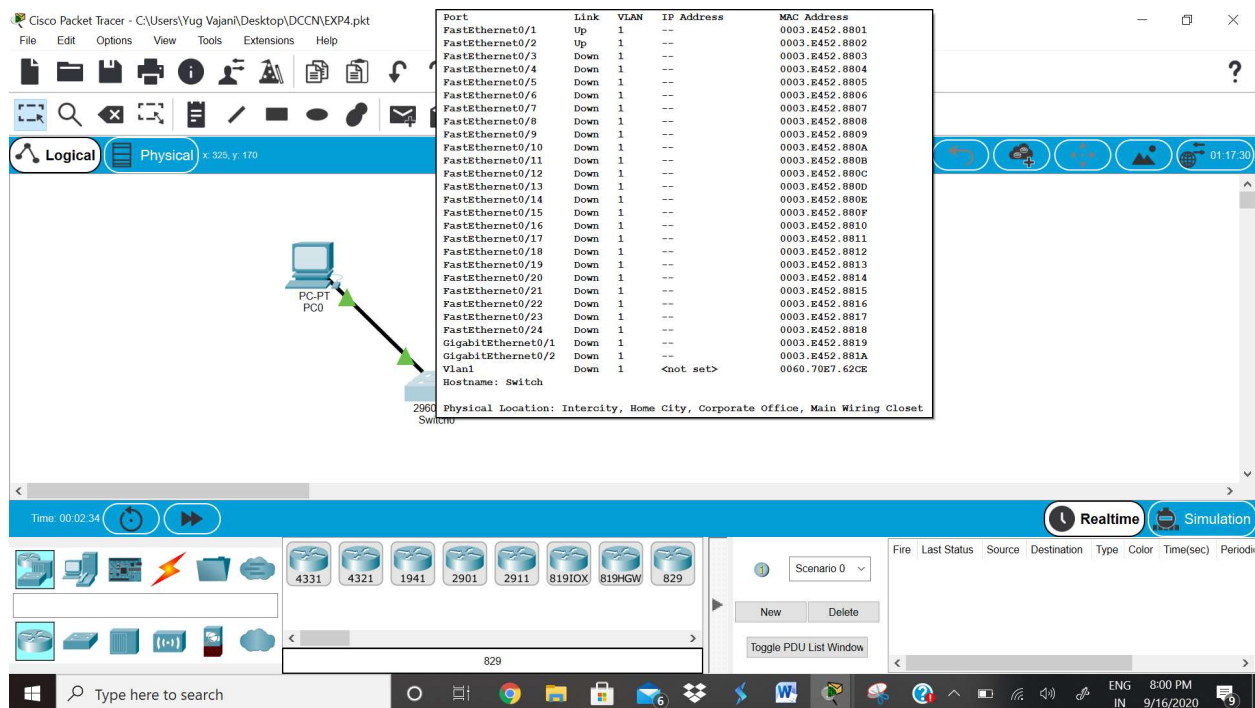 Cisco Packet Tracer - C:\Users\Yug Vajani\Desktop\DCCN\EXP4.pkt
File Edit Options View Tools Extensions Help
Logical Physical x: 325, y: 170 01:17:30
Port Link VLAN IP Address MAC Address
FastEthernet0/1 Up 1 -- 0003.E452.8801
FastEthernet0/2 Up 1 -- 0003.E452.8802
FastEthernet0/3 Down 1 -- 0003.E452.8803
FastEthernet0/4 Down 1 -- 0003.E452.8804
FastEthernet0/5 Down 1 -- 0003.E452.8805
FastEthernet0/6 Down 1 -- 0003.E452.8806
FastEthernet0/7 Down 1 -- 0003.E452.8807
FastEthernet0/8 Down 1 -- 0003.E452.8808
FastEthernet0/9 Down 1 -- 0003.E452.8809
FastEthernet0/10 Down 1 -- 0003.E452.880A
FastEthernet0/11 Down 1 -- 0003.E452.880B
FastEthernet0/12 Down 1 -- 0003.E452.880C
FastEthernet0/13 Down 1 -- 0003.E452.880D
FastEthernet0/14 Down 1 -- 0003.E452.880E
FastEthernet0/15 Down 1 -- 0003.E452.880F
FastEthernet0/16 Down 1 -- 0003.E452.8810
FastEthernet0/17 Down 1 -- 0003.E452.8811
FastEthernet0/18 Down 1 -- 0003.E452.8812
FastEthernet0/19 Down 1 -- 0003.E452.8813
FastEthernet0/20 Down 1 -- 0003.E452.8814
FastEthernet0/21 Down 1 -- 0003.E452.8815
FastEthernet0/22 Down 1 -- 0003.E452.8816
FastEthernet0/23 Down 1 -- 0003.E452.8817
FastEthernet0/24 Down 1 -- 0003.E452.8818
GigabitEthernet0/1 Down 1 -- 0003.E452.8819
GigabitEthernet0/2 Down 1 -- 0003.E452.881A
Vlan1 Down 1 <not set> 0060.70E7.62CE
Hostname: Switch
Physical Location: Intercity, Home City, Corporate Office, Main Wiring Closet
PC-PT
PC0
2960
Switch0
Time: 00:02:34
Realtime Simulation
4331 4321 1941 2901 2911 819IOX 819HGW 829
829
1 Scenario 0
New Delete
Toggle PDU List Window
Fire Last Status Source Destination Type Color Time(sec) Periodi
Type here to search
6
ENG
IN
8:00 PM
9/16/2020
9